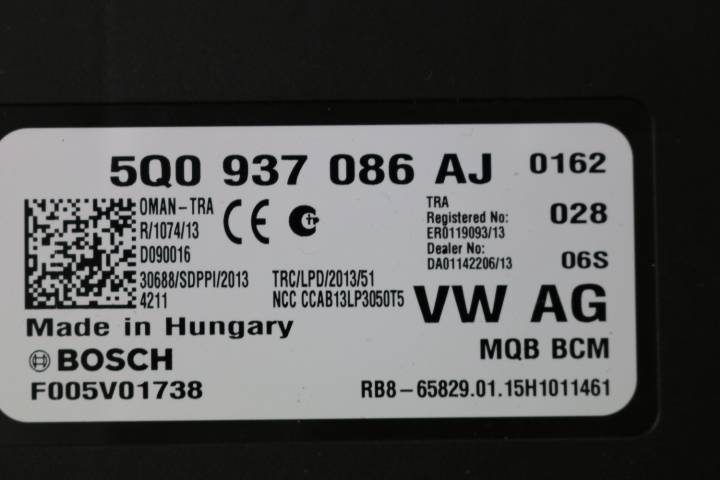 5Q0 937 086 AJ 0162
OMAN-TRA
R/1074/13
D090016
30688/SDPPI/2013
4211
CE
TRC/LPD/2013/51
NCC CCAB13LP3050T5
TRA
Registered No:
ER0119093/13
Dealer No:
DA01142206/13
028
06S
VW AG
MQB BCM
Made in Hungary
BOSCH
F005V01738
RB8-65829.01.15H1011461